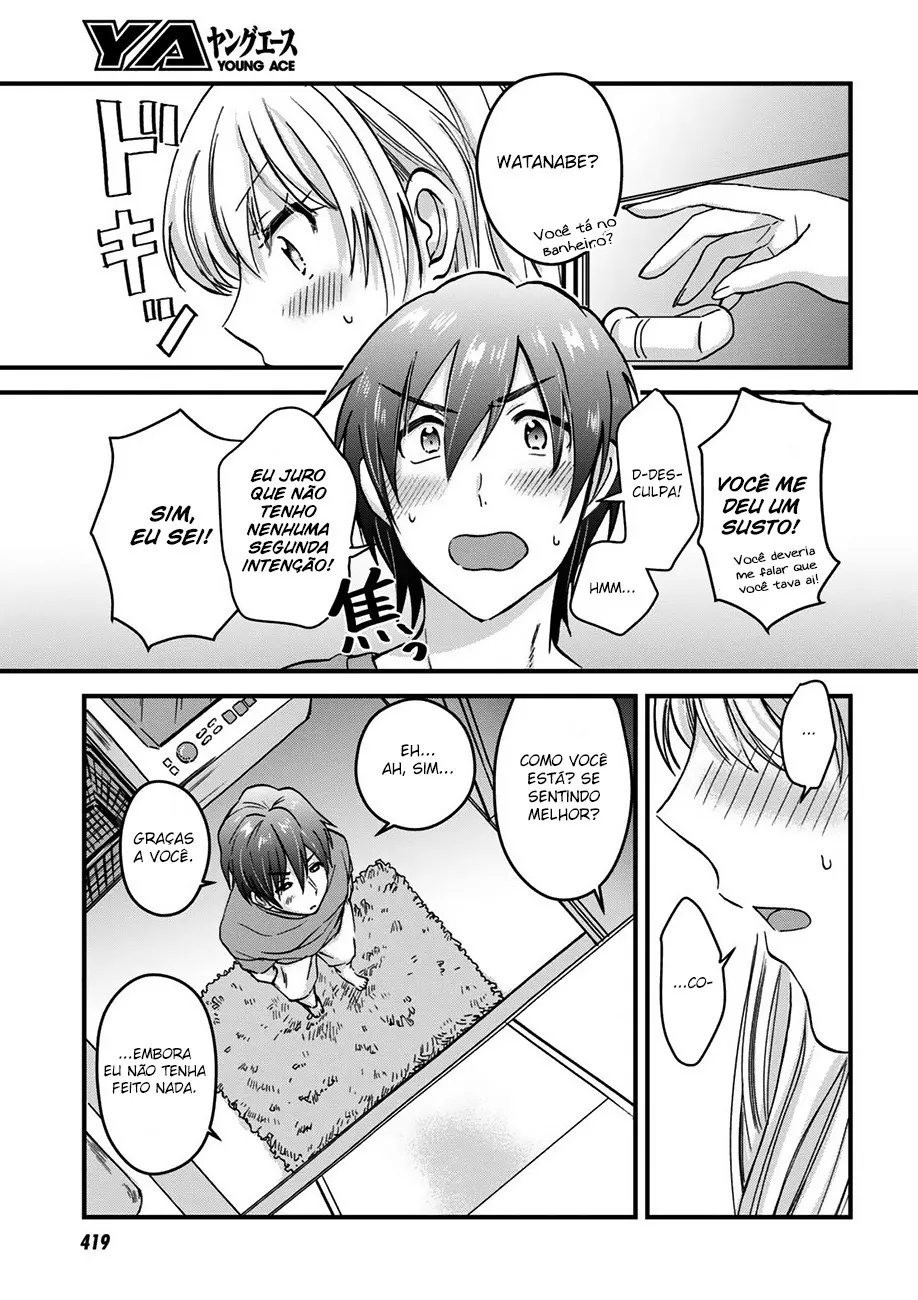 YA ヤングエース
YOUNG ACE
WATANABE?
Você tá no
Banheiro?
ドキッ
VOCÊ ME
DEU UM
SUSTO!
Você deveria
me falar que
você tava ai!
D-DES-
CULPA!
HMM...
EU JURO
QUE NÃO
TENHO
NENHUMA
SEGUNDA
INTENÇÃO!
焦っ
SIM,
EU SEI!
...
...CO-
COMO VOCÊ
ESTÁ? SE
SENTINDO
MELHOR?
EH...
AH, SIM...
GRAÇAS
A VOCÊ.
...EMBORA
EU NÃO TENHA
FEITO NADA.
419